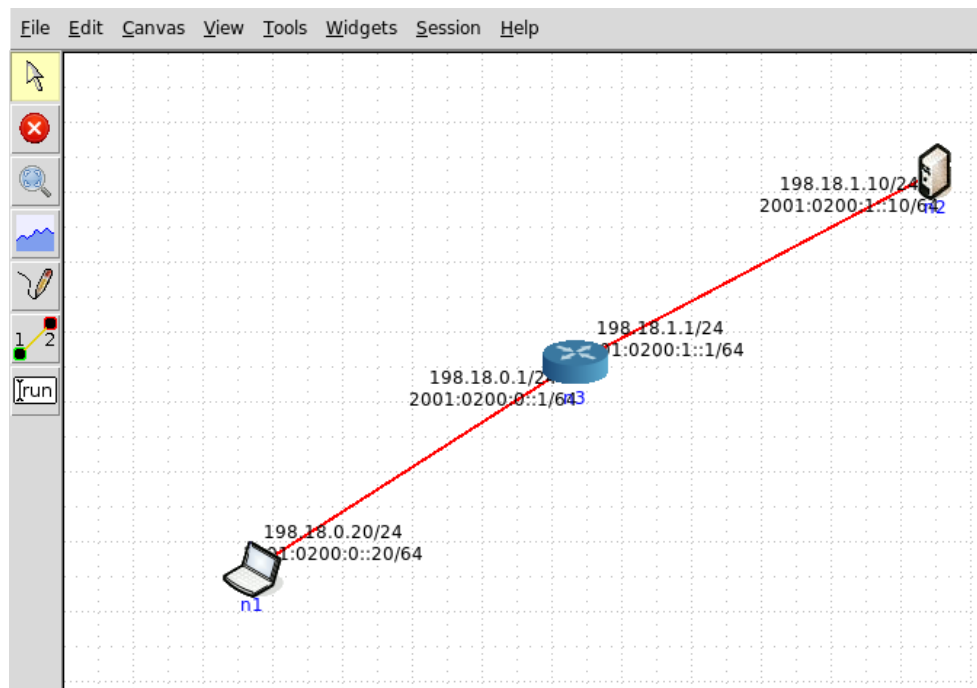 File Edit Canvas View Tools Widgets Session Help
198.18.1.10/24
2001:0200:1::10/64
n2
198.18.1.1/24
01:0200:1::1/64
198.18.0.1/24
2001:0200:0::1/64
n3
198.18.0.20/24
01:0200:0::20/64
n1
1 2
run